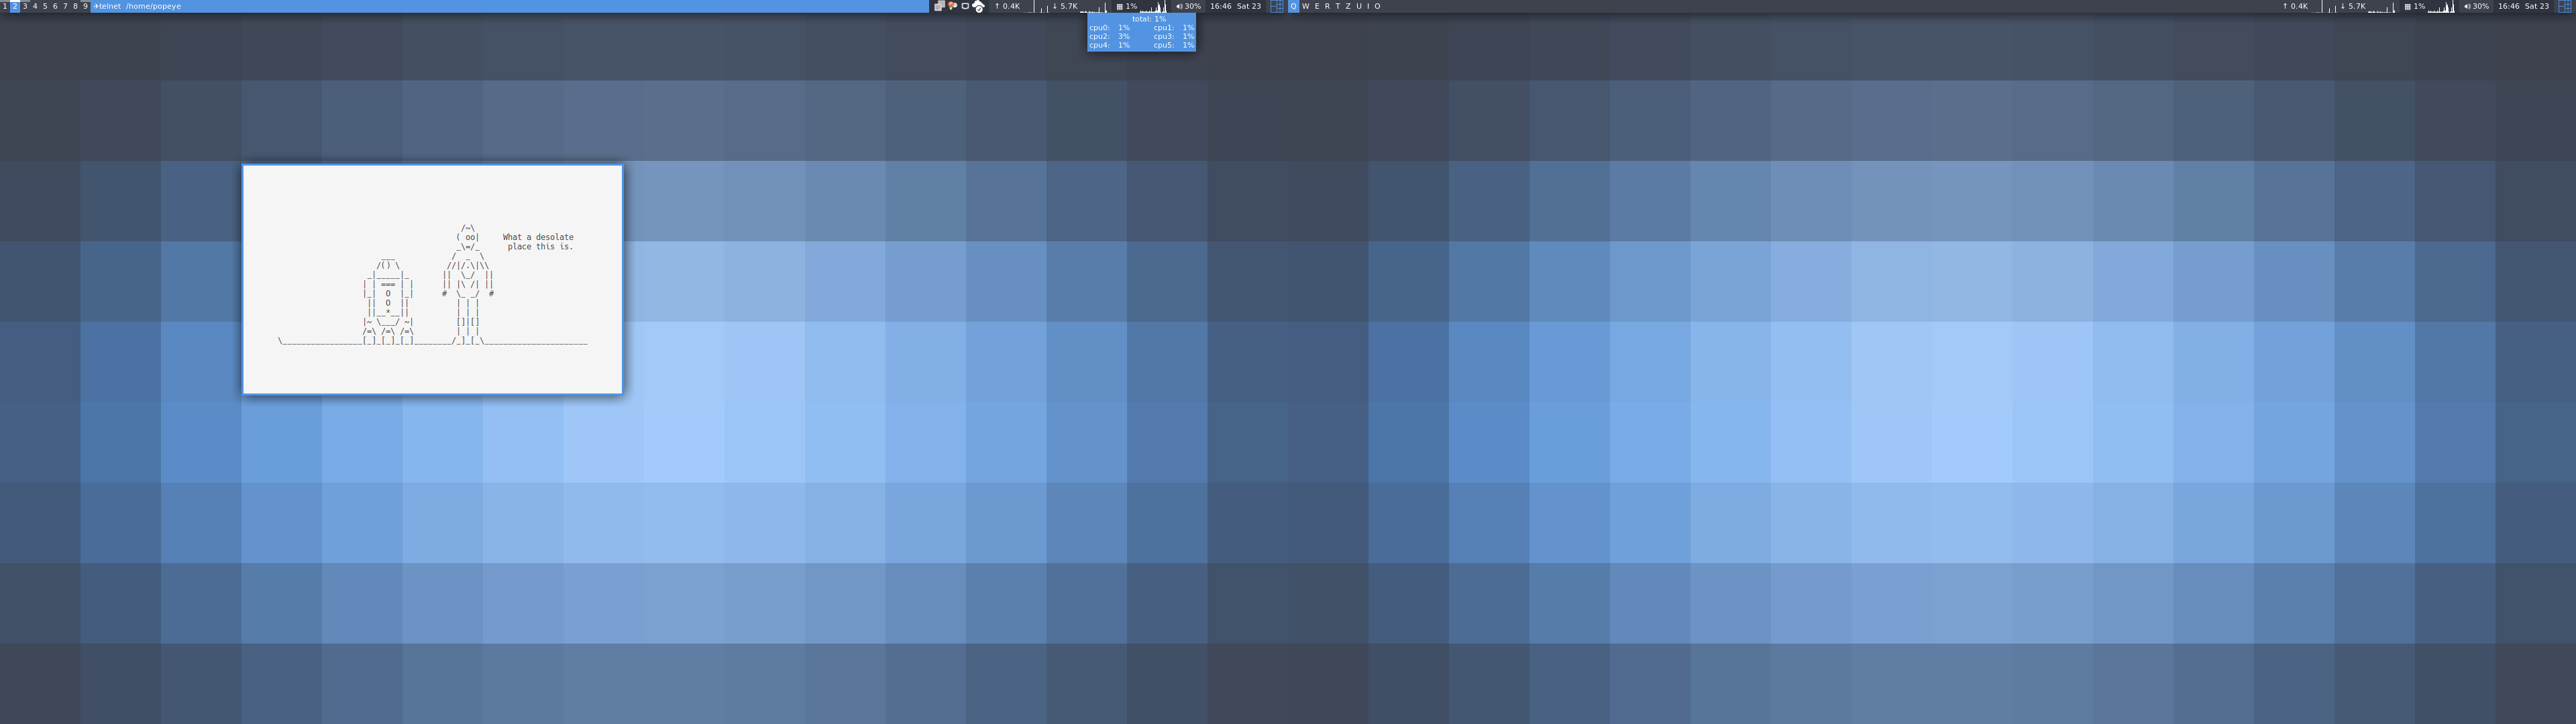 1 2 3 4 5 6 7 8 9 ✈telnet /home/popeye
↑ 0.4K ↓ 5.7K 1% 30% 16:46 Sat 23
Q W E R T Z U I O
↑ 0.4K ↓ 5.7K 1% 30% 16:46 Sat 23
total: 1%
cpu0: 1% cpu1: 1%
cpu2: 3% cpu3: 1%
cpu4: 1% cpu5: 1%
What a desolate
place this is.